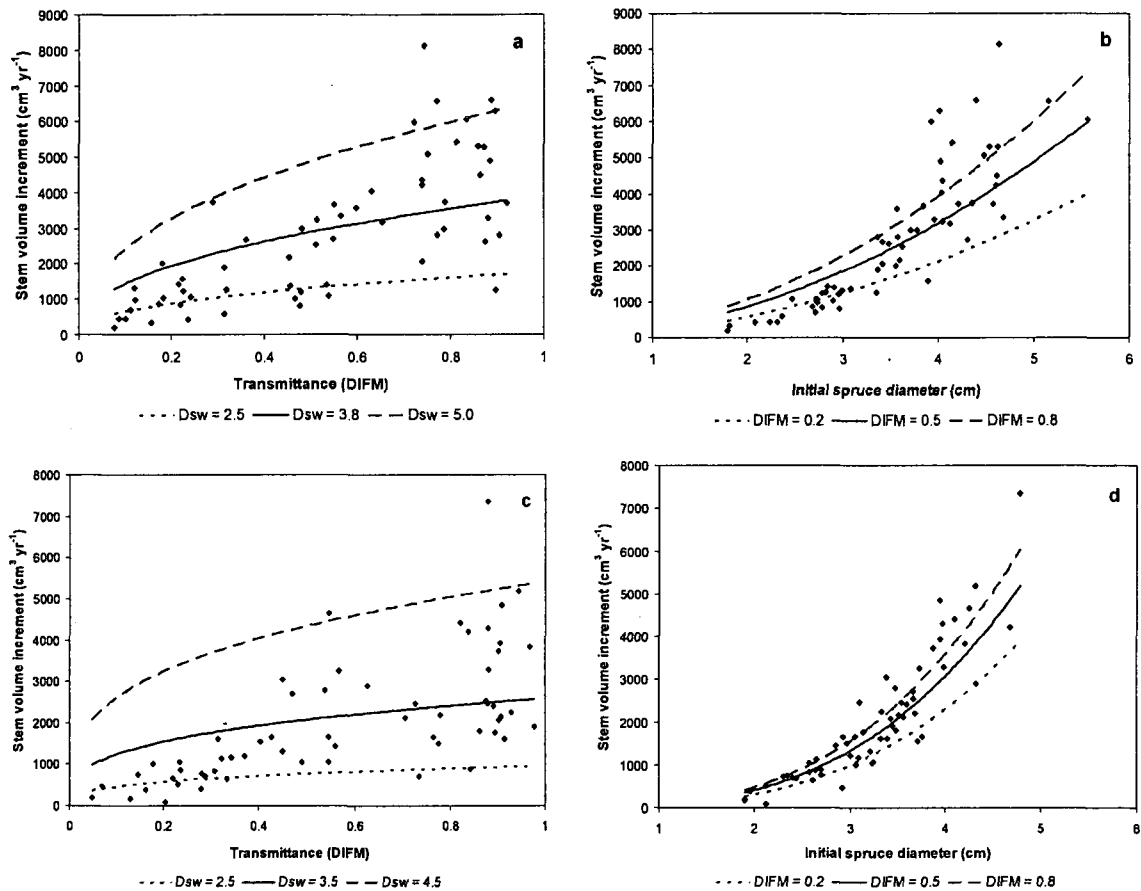 a
Stem volume increment (cm³ yr⁻¹)
9000
8000
7000
6000
5000
4000
3000
2000
1000
0
0 0.2 0.4 0.6 0.8 1
Transmittance (DIFM)
Dsw = 2.5 Dsw = 3.8 Dsw = 5.0
b
Stem volume increment (cm³ yr⁻¹)
9000
8000
7000
6000
5000
4000
3000
2000
1000
0
1 2 3 4 5 6
Initial spruce diameter (cm)
DIFM = 0.2 DIFM = 0.5 DIFM = 0.8
c
Stem volume increment (cm³ yr⁻¹)
8000
7000
6000
5000
4000
3000
2000
1000
0
0 0.2 0.4 0.6 0.8 1
Transmittance (DIFM)
Dsw = 2.5 Dsw = 3.5 Dsw = 4.5
d
Stem volume increment (cm³ yr⁻¹)
8000
7000
6000
5000
4000
3000
2000
1000
0
1 2 3 4 5 6
Initial spruce diameter (cm)
DIFM = 0.2 DIFM = 0.5 DIFM = 0.8